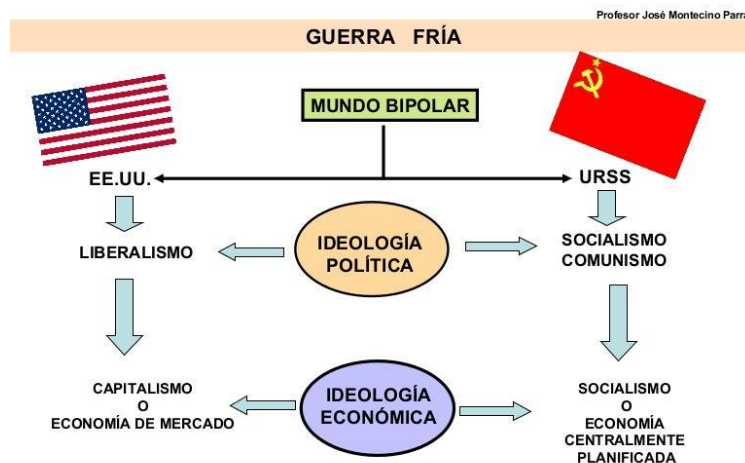 Profesor José Montecino Parra
GUERRA FRÍA
MUNDO BIPOLAR
EE.UU.
URSS
LIBERALISMO
IDEOLOGÍA
POLÍTICA
SOCIALISMO
COMUNISMO
CAPITALISMO
O
ECONOMÍA DE MERCADO
IDEOLOGÍA
ECONÓMICA
SOCIALISMO
O
ECONOMÍA
CENTRALMENTE
PLANIFICADA